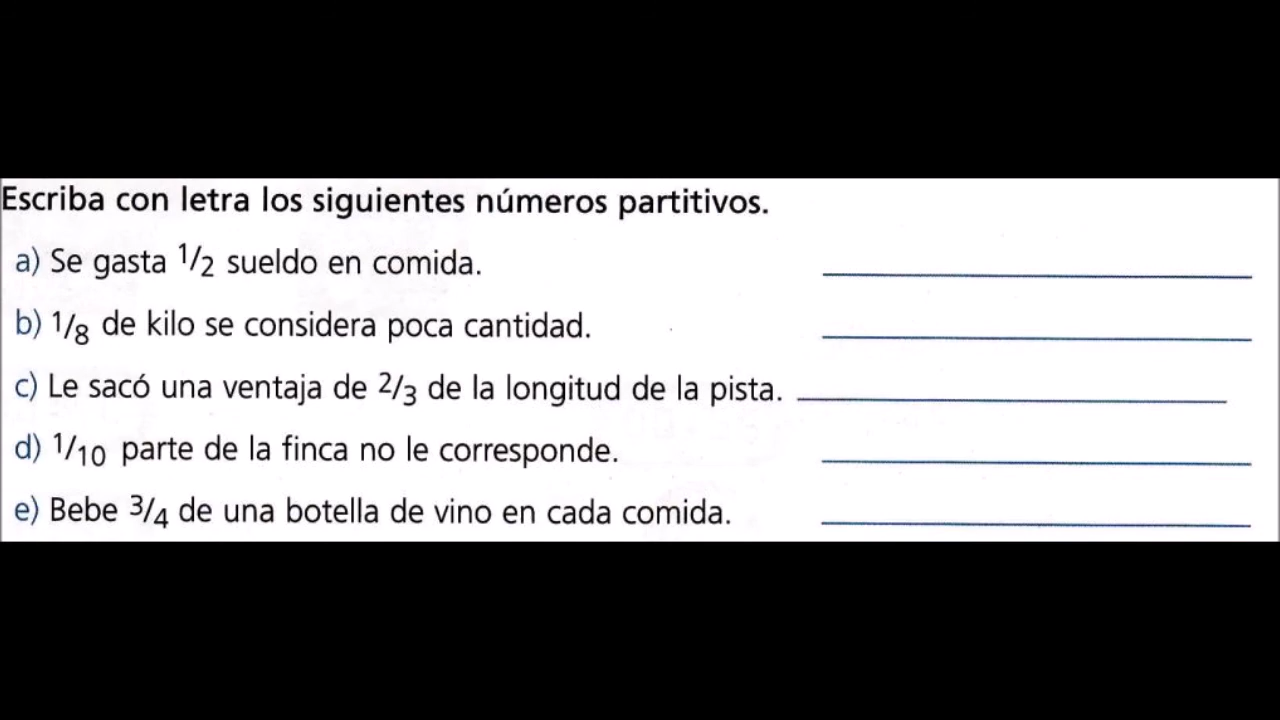 Escriba con letra los siguientes números partitivos.
a) Se gasta 1/2 sueldo en comida.
b) 1/8 de kilo se considera poca cantidad.
c) Le sacó una ventaja de 2/3 de la longitud de la pista.
d) 1/10 parte de la finca no le corresponde.
e) Bebe 3/4 de una botella de vino en cada comida.